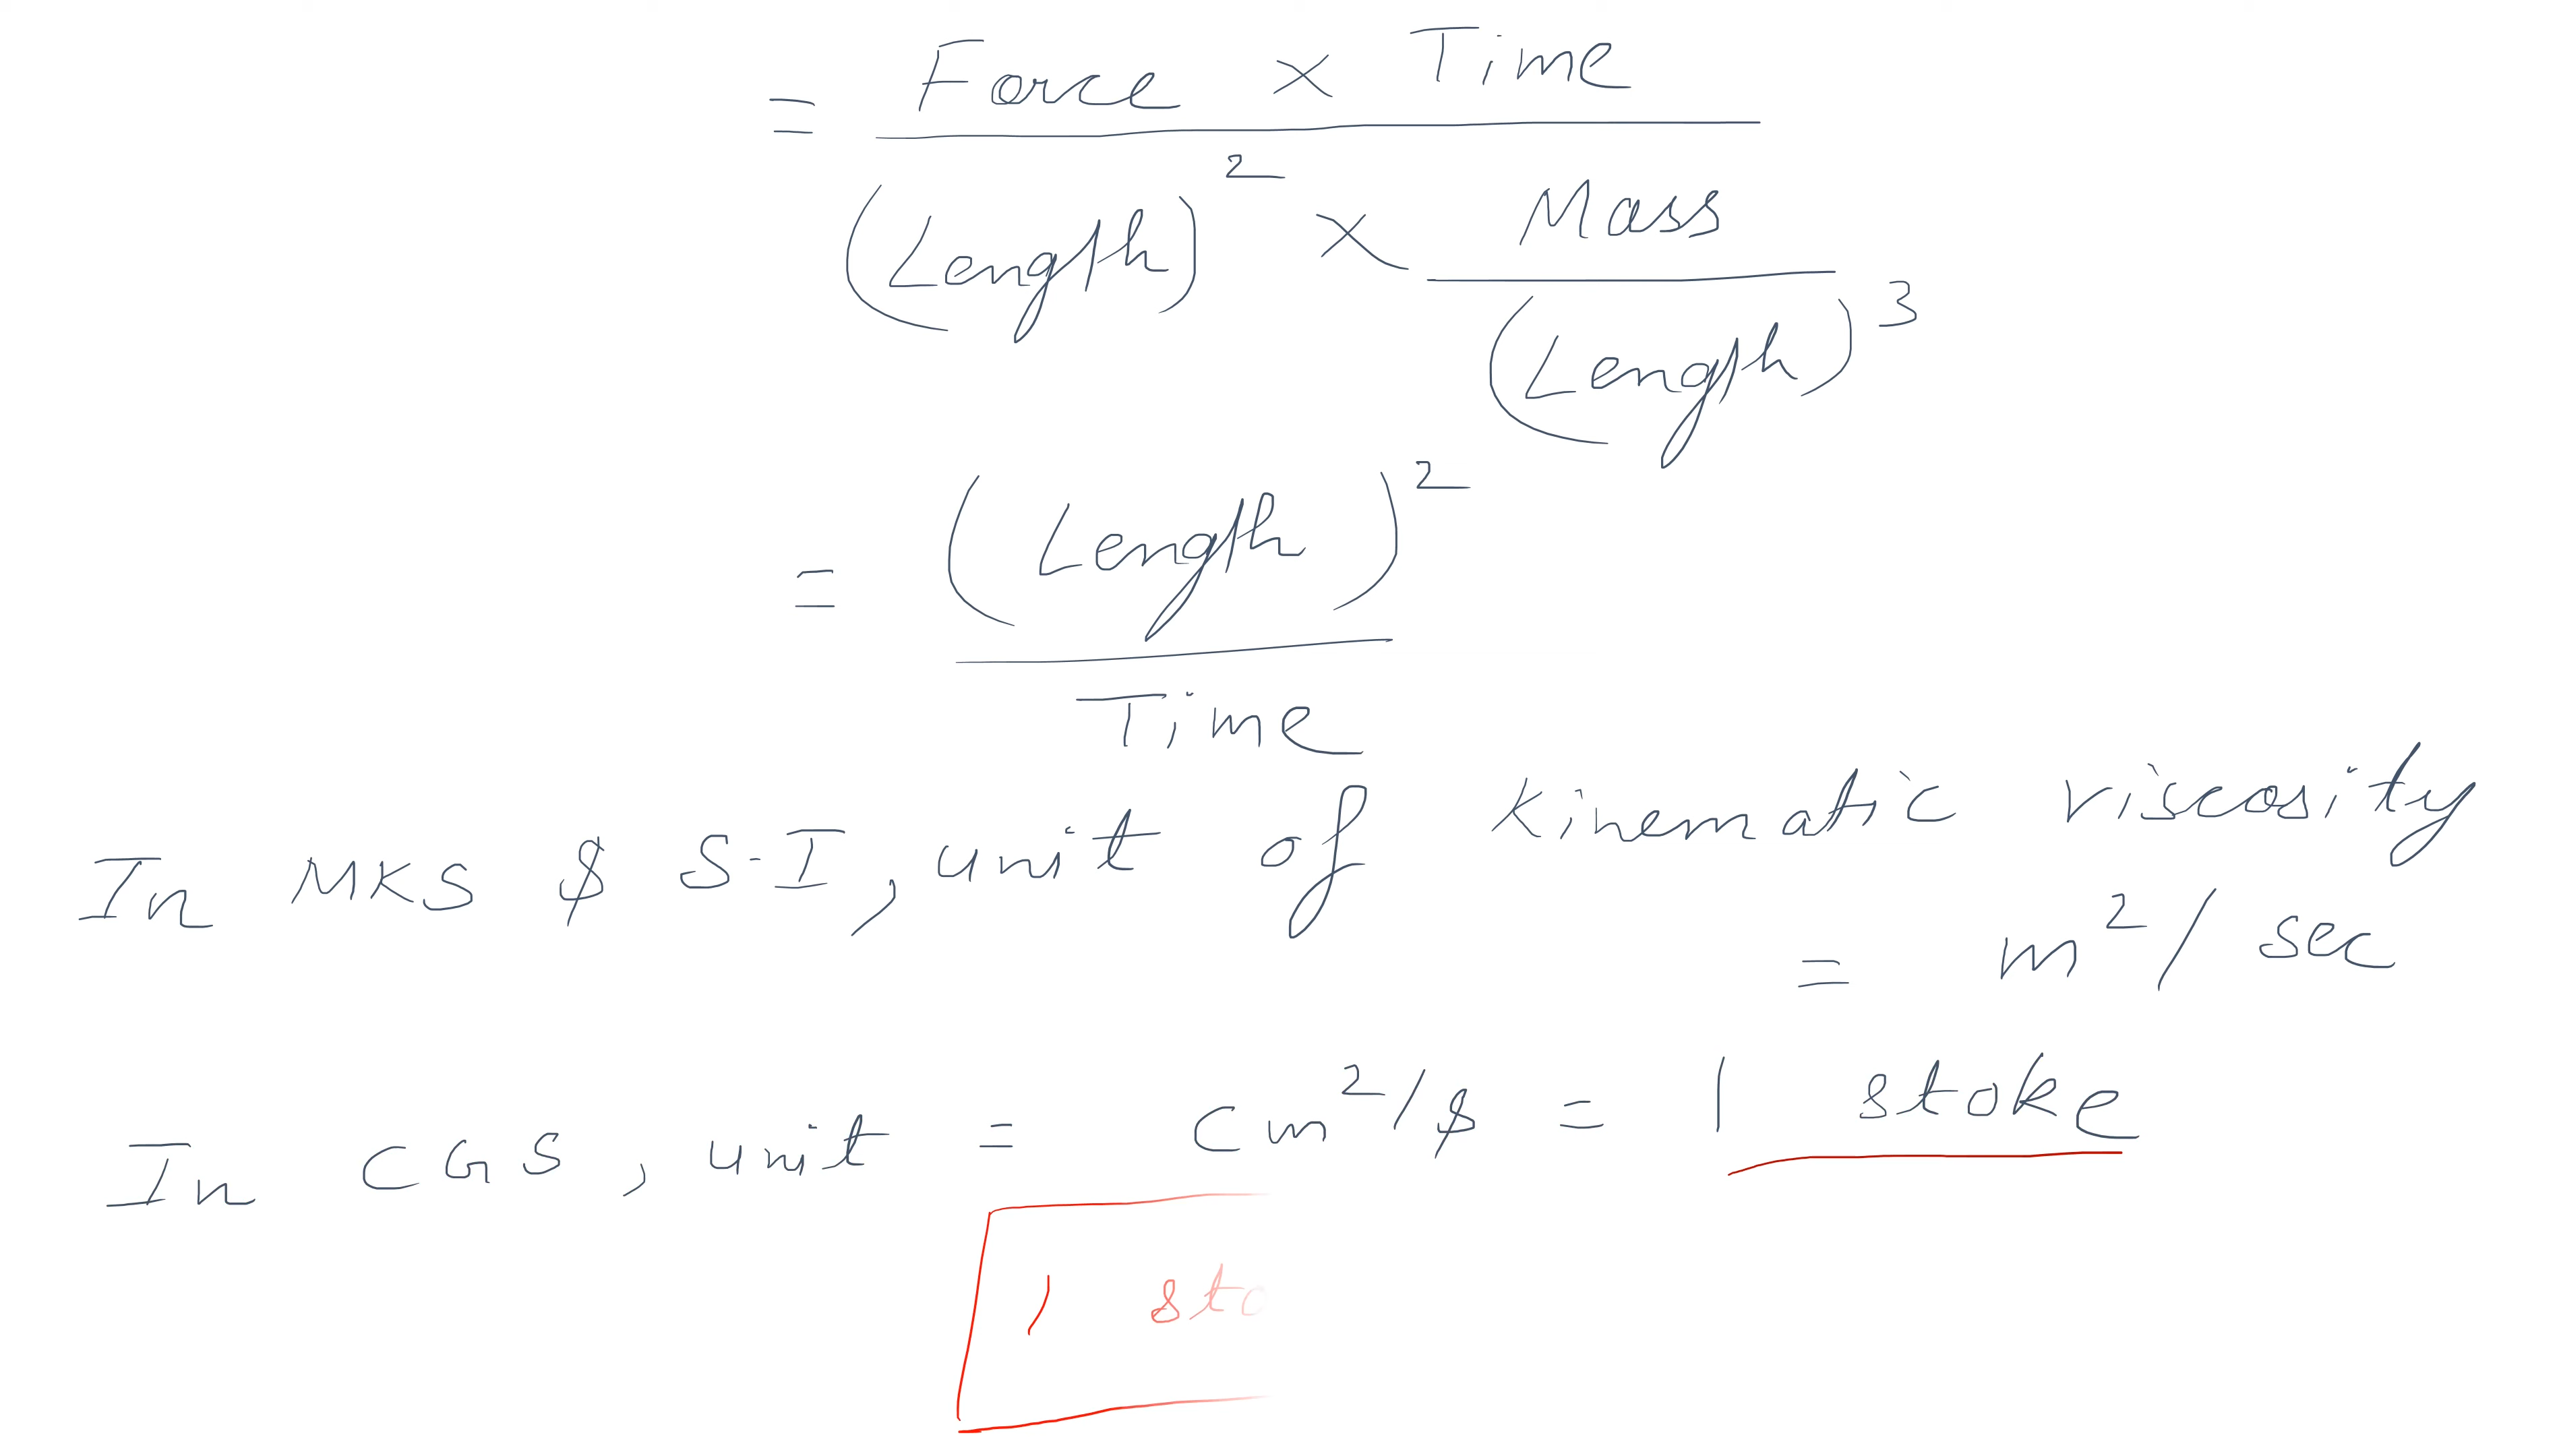 = Force × Time
(Length)² × Mass
(Length)³
= (Length)²
Time
In MKS $ S.I, unit of kinematic viscosity
= m²/sec
In CGS, unit = cm²/$ = 1 stoke
1 sto